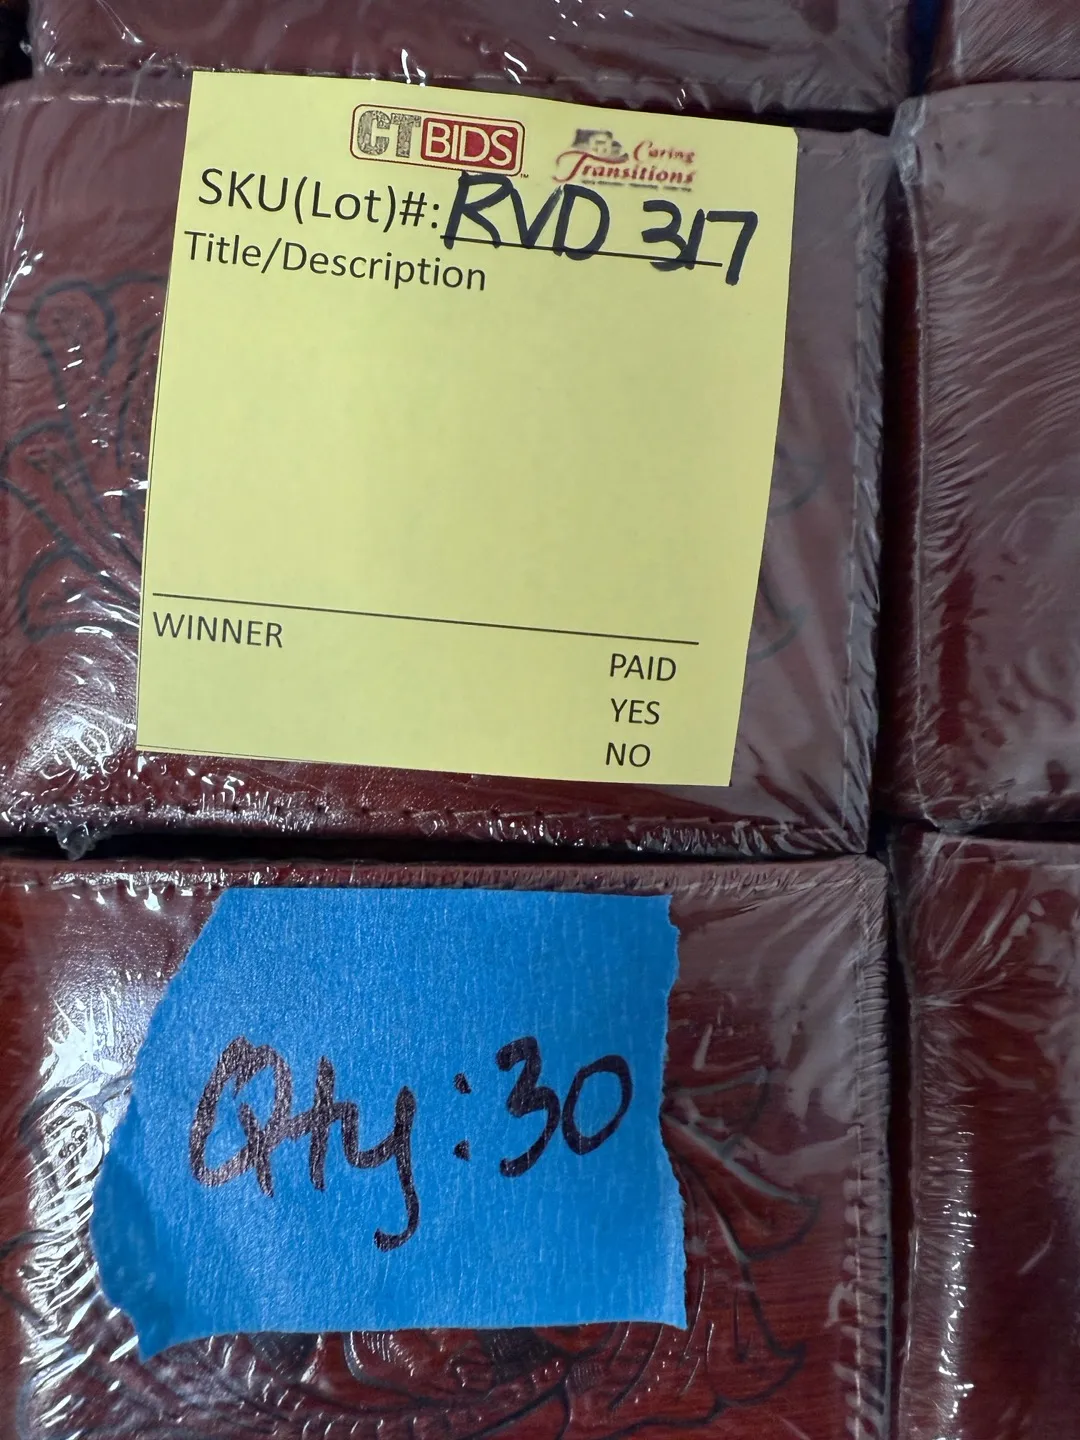 CTBIDS
Caring
Transitions
SKU(Lot)#: RVD 317
Title/Description
WINNER
PAID
YES
NO
Qty: 30